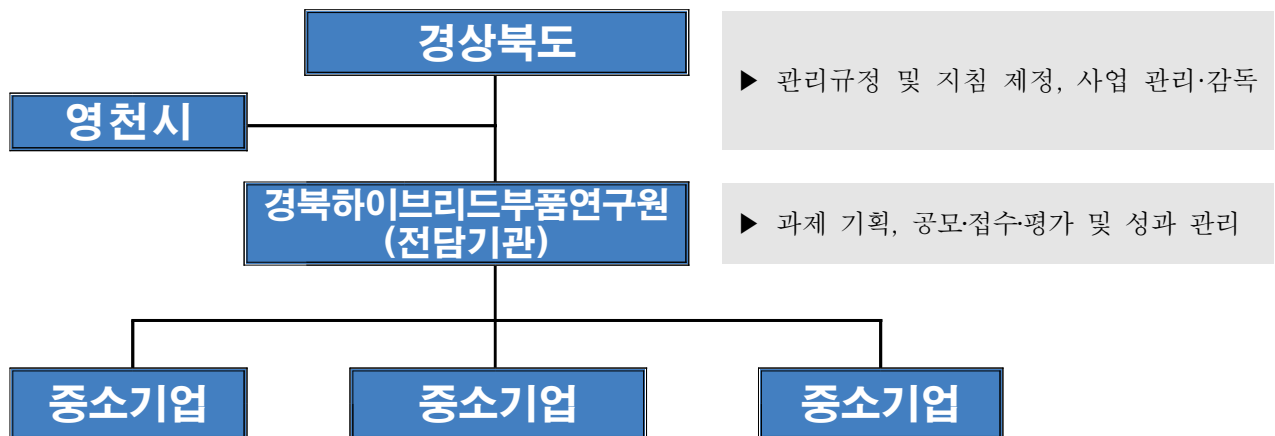 경상북도
▶ 관리규정 및 지침 제정, 사업 관리·감독
영천시
경북하이브리드부품연구원
(전담기관)
▶ 과제 기획, 공모·접수·평가 및 성과 관리
중소기업
중소기업
중소기업